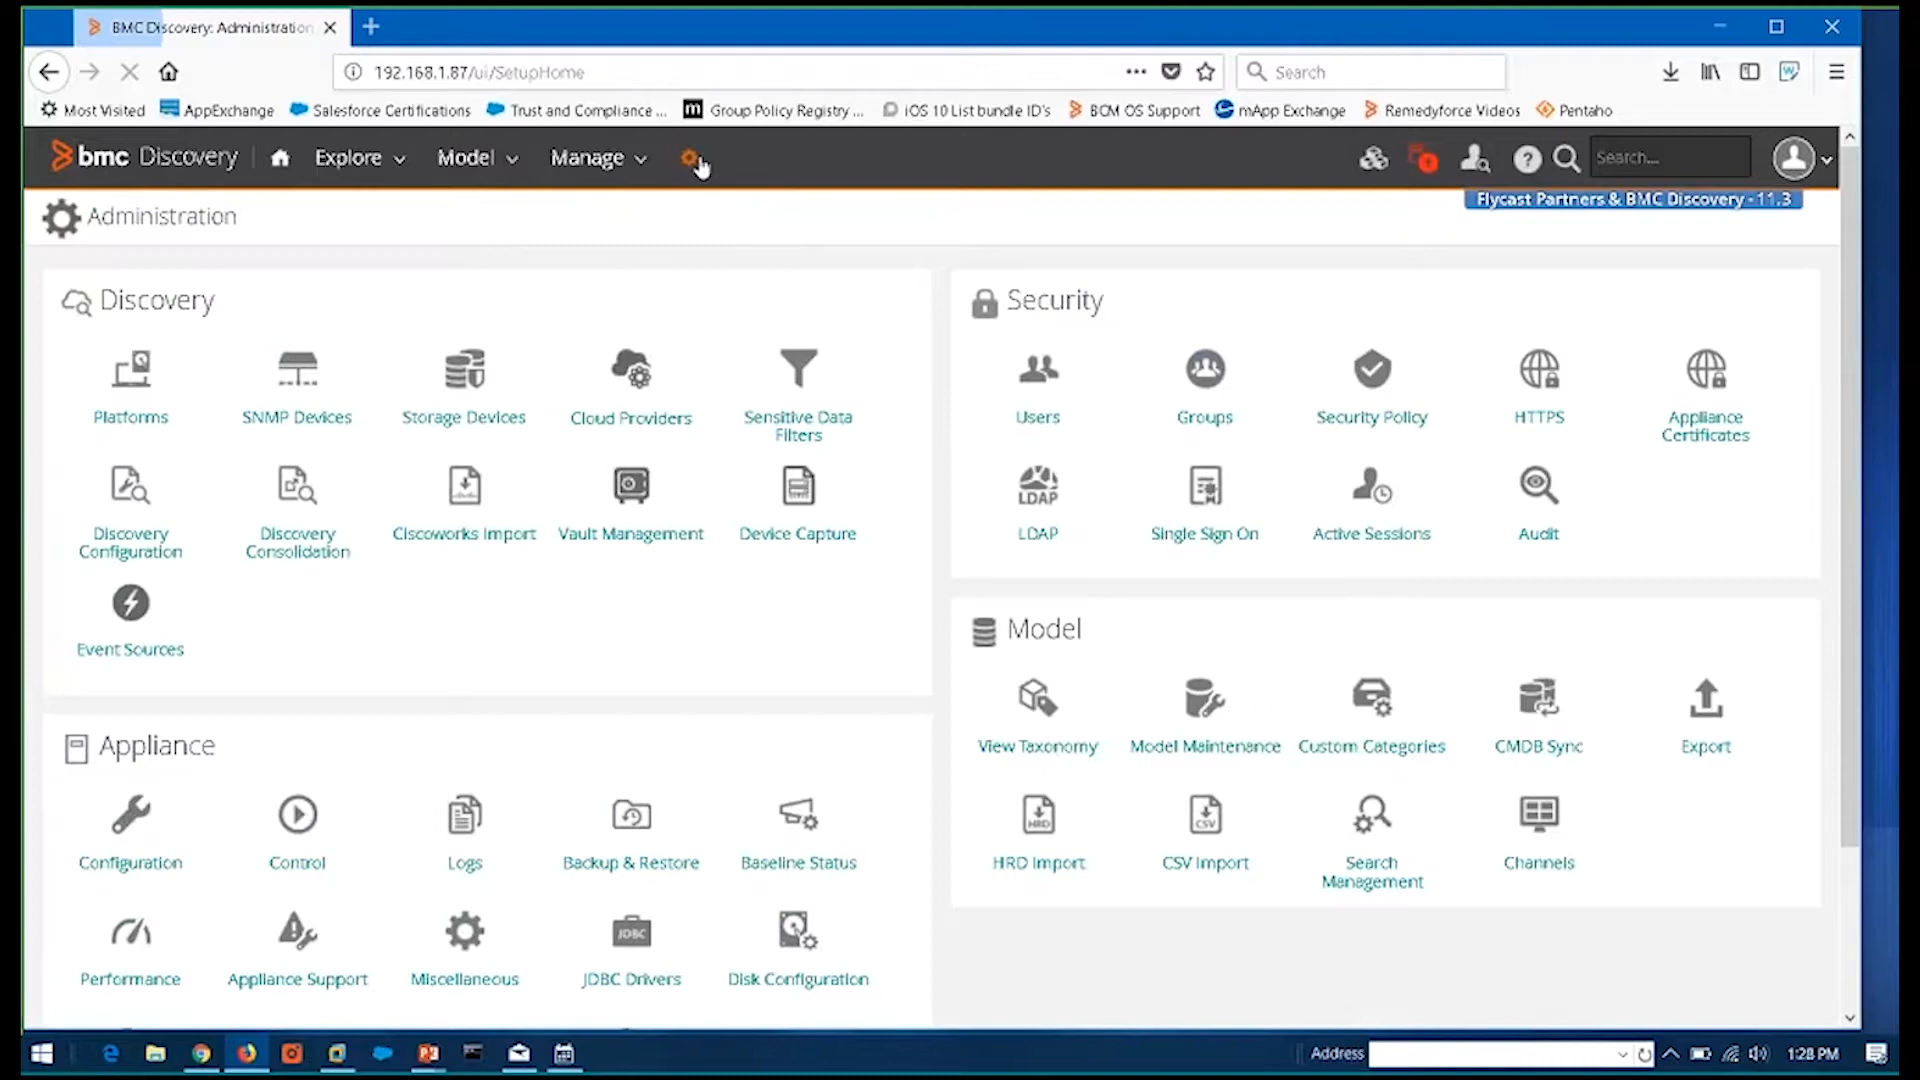 BMC Discovery: Administration
192.168.1.87/ui/SetupHome
Search
Most Visited
AppExchange
Salesforce Certifications
Trust and Compliance ...
Group Policy Registry ...
iOS 10 List bundle ID's
BCM OS Support
mApp Exchange
Remedyforce Videos
Pentaho
bmc Discovery
Explore
Model
Manage
Search...
Flycast Partners & BMC Discovery - 11.3
Administration
Discovery
Platforms
SNMP Devices
Storage Devices
Cloud Providers
Sensitive Data
Filters
Discovery
Configuration
Discovery
Consolidation
Ciscoworks Import
Vault Management
Device Capture
Event Sources
Security
Users
Groups
Security Policy
HTTPS
Appliance
Certificates
LDAP
LDAP
Single Sign On
Active Sessions
Audit
Model
View Taxonomy
Model Maintenance
Custom Categories
CMDB Sync
Export
HRD
HRD Import
CSV
CSV Import
Search
Management
Channels
Appliance
Configuration
Control
Logs
Backup & Restore
Baseline Status
Performance
Appliance Support
Miscellaneous
JDBC
JDBC Drivers
Disk Configuration
Address
1:28 PM